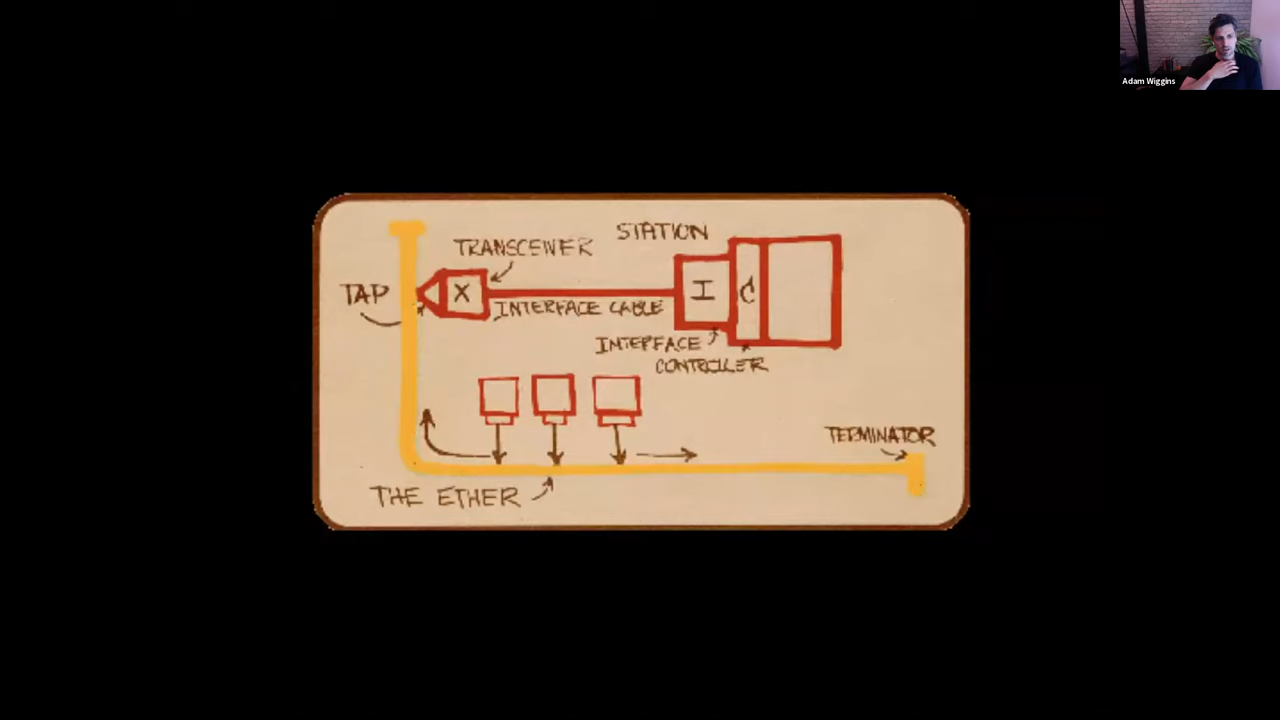 Adam Wiggins
STATION
TRANSCEIVER
TAP
X
I
C
INTERFACE CABLE
INTERFACE
CONTROLLER
TERMINATOR
THE ETHER